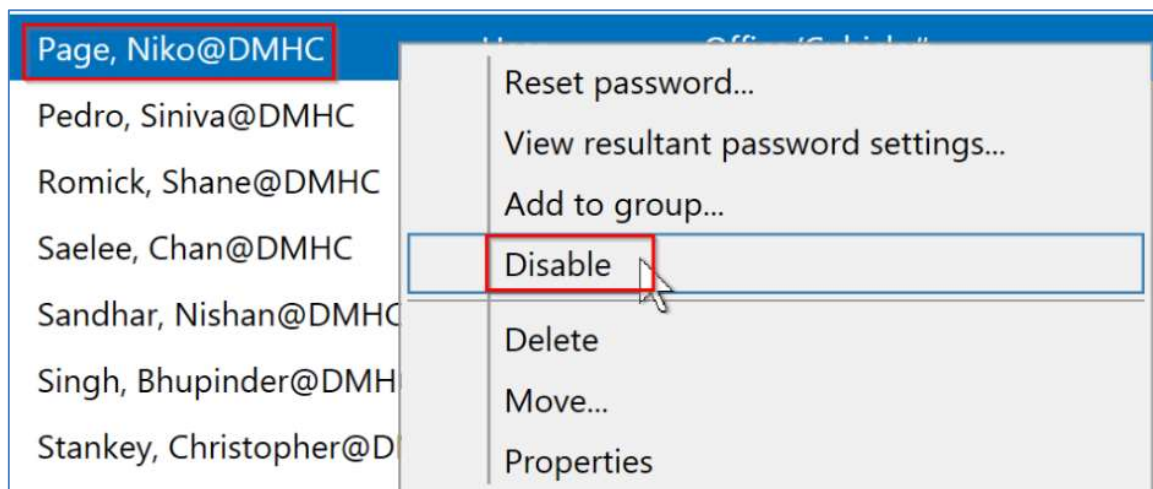 Page, Niko@DMHC
Reset password...
Pedro, Siniva@DMHC
View resultant password settings...
Romick, Shane@DMHC
Add to group...
Saelee, Chan@DMHC
Disable
Sandhar, Nishan@DMHC
Delete
Singh, Bhupinder@DMH
Move...
Stankey, Christopher@D
Properties